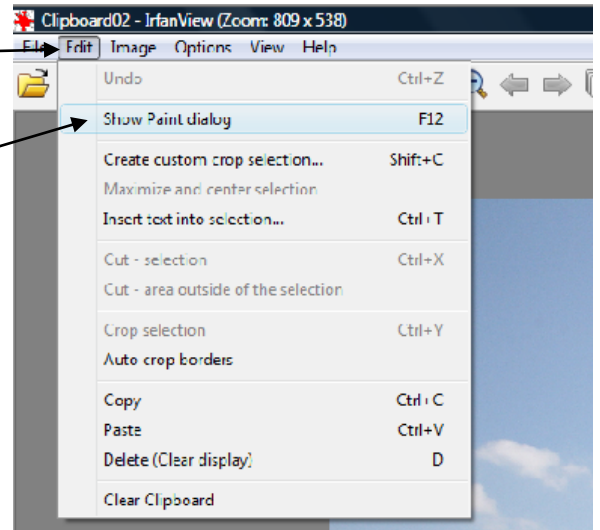 Clipboard02 - IrfanView (Zoom: 809 x 538)
File Edit Image Options View Help
Undo Ctrl+Z
Show Paint dialog F12
Create custom crop selection... Shift+C
Maximize and center selection
Insert text into selection... Ctrl+T
Cut - selection Ctrl+X
Cut - area outside of the selection
Crop selection Ctrl+Y
Auto crop borders
Copy Ctrl+C
Paste Ctrl+V
Delete (Clear display) D
Clear Clipboard